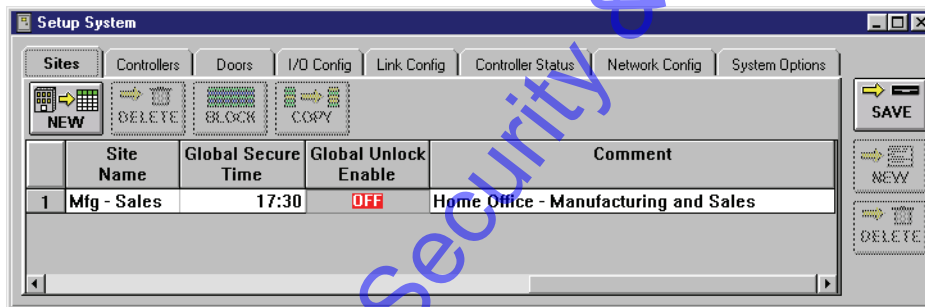 Setup System
Sites Controllers Doors I/O Config Link Config Controller Status Network Config System Options
NEW DELETE BLOCK COPY
SAVE
NEW
DELETE
Site Name Global Secure Time Global Unlock Enable Comment
1 Mfg - Sales 17:30 OFF Home Office - Manufacturing and Sales
Security &